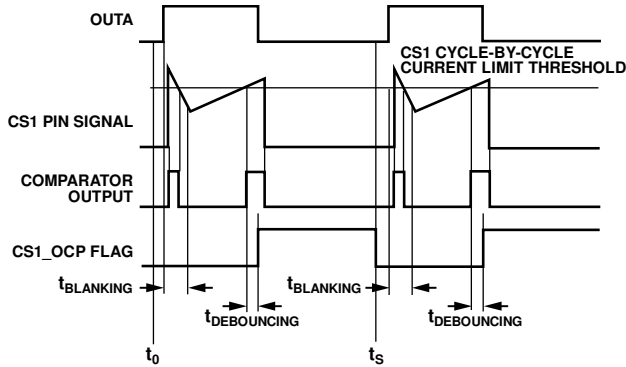 OUTA
CS1 CYCLE-BY-CYCLE
CURRENT LIMIT THRESHOLD
CS1 PIN SIGNAL
COMPARATOR
OUTPUT
CS1_OCP FLAG
tBLANKING
tBLANKING
tDEBOUNCING
tDEBOUNCING
t0
tS